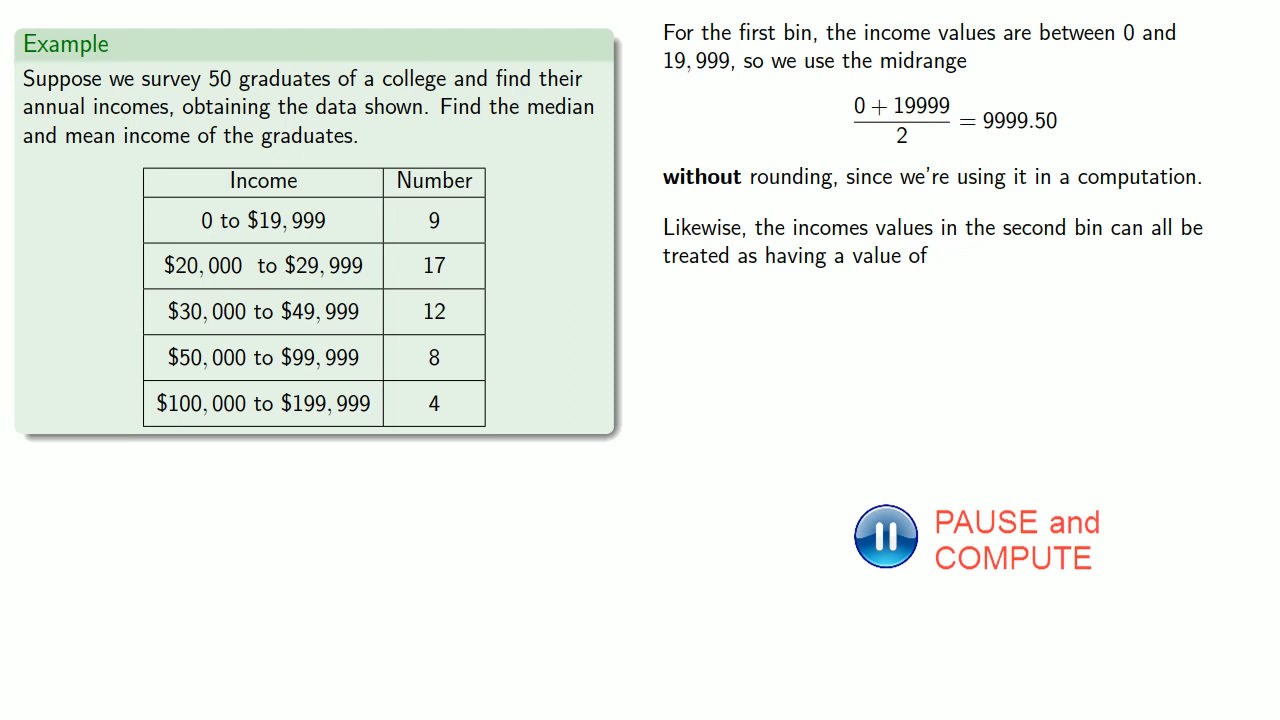 Example
Suppose we survey 50 graduates of a college and find their
annual incomes, obtaining the data shown. Find the median
and mean income of the graduates.
Income Number
0 to $19,999 9
$20,000 to $29,999 17
$30,000 to $49,999 12
$50,000 to $99,999 8
$100,000 to $199,999 4
For the first bin, the income values are between 0 and
19,999, so we use the midrange
0 + 19999
2
= 9999.50
without rounding, since we're using it in a computation.
Likewise, the incomes values in the second bin can all be
treated as having a value of
PAUSE and
COMPUTE